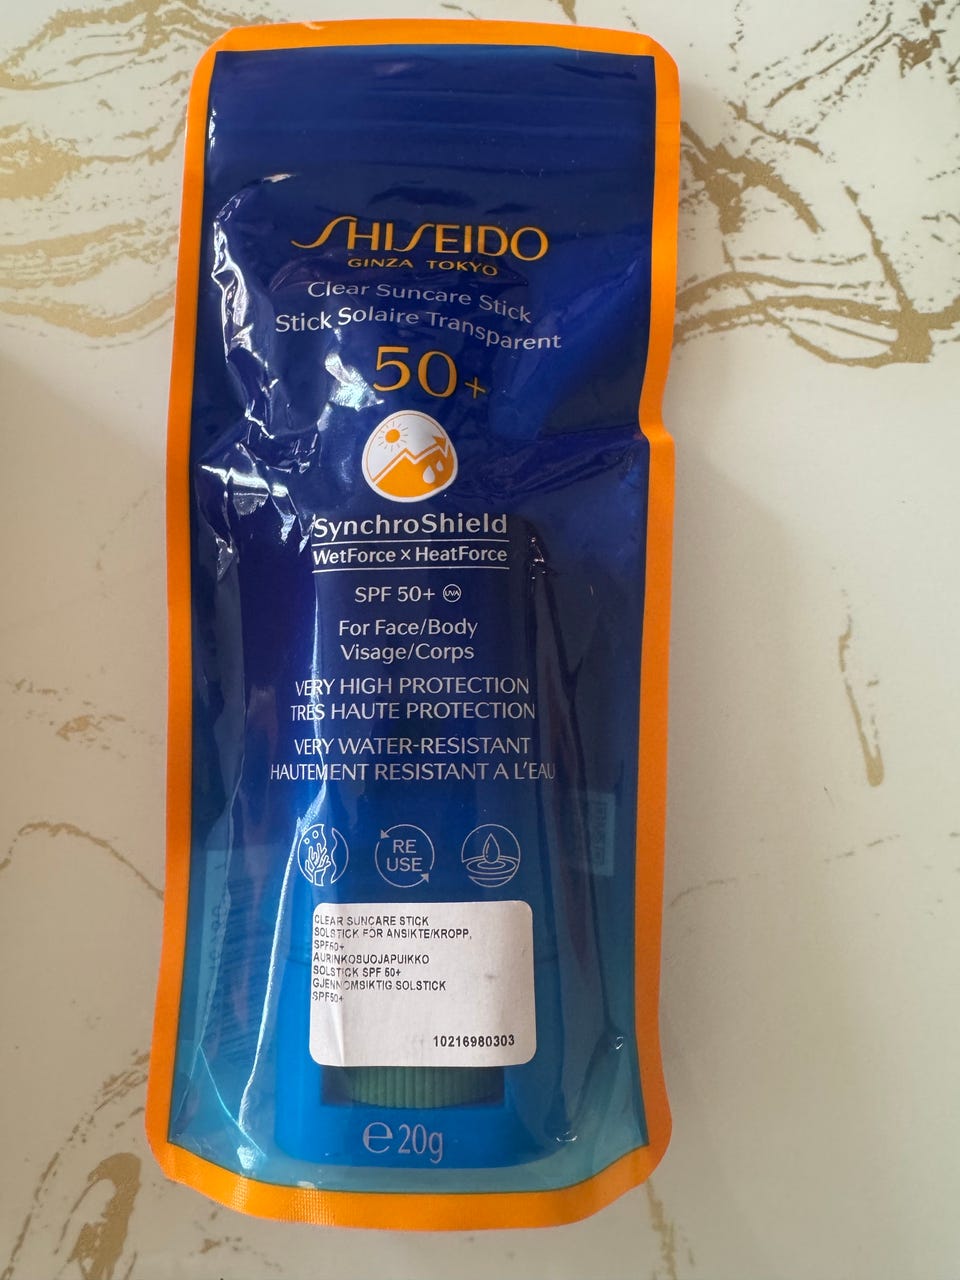 SHISEIDO
GINZA TOKYO
Clear Suncare Stick
Stick Solaire Transparent
50+
SynchroShield
WetForce x HeatForce
SPF 50+ UVA
For Face/Body
Visage/Corps
VERY HIGH PROTECTION
TRÈS HAUTE PROTECTION
VERY WATER-RESISTANT
HAUTEMENT RESISTANT A L'EAU
RE
USE
CLEAR SUNCARE STICK
SOLSTICK FÖR ANSIKTE/KROPP,
SPF50+
AURINKOSUOJAPUIKKO
SOLSTICK SPF 50+
GJENNOMSIKTIG SOLSTICK
SPF50+
10216980303
℮20g